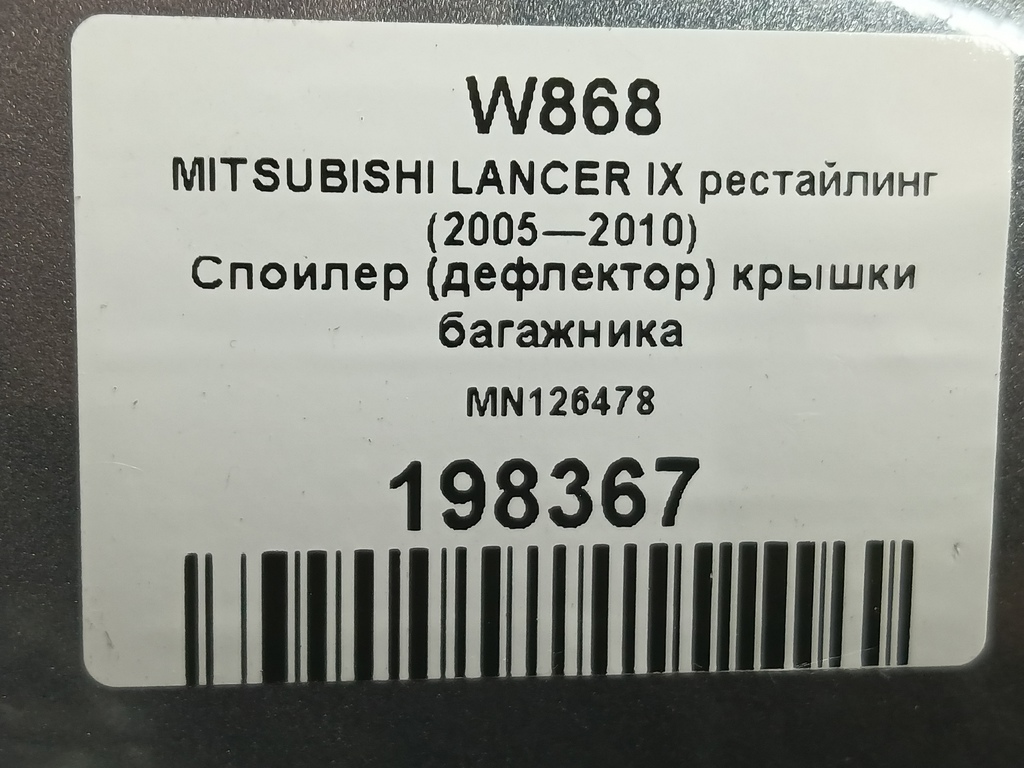 W868
MITSUBISHI LANCER IX рестайлинг
(2005—2010)
Спойлер (дефлектор) крышки
багажника
MN126478
198367